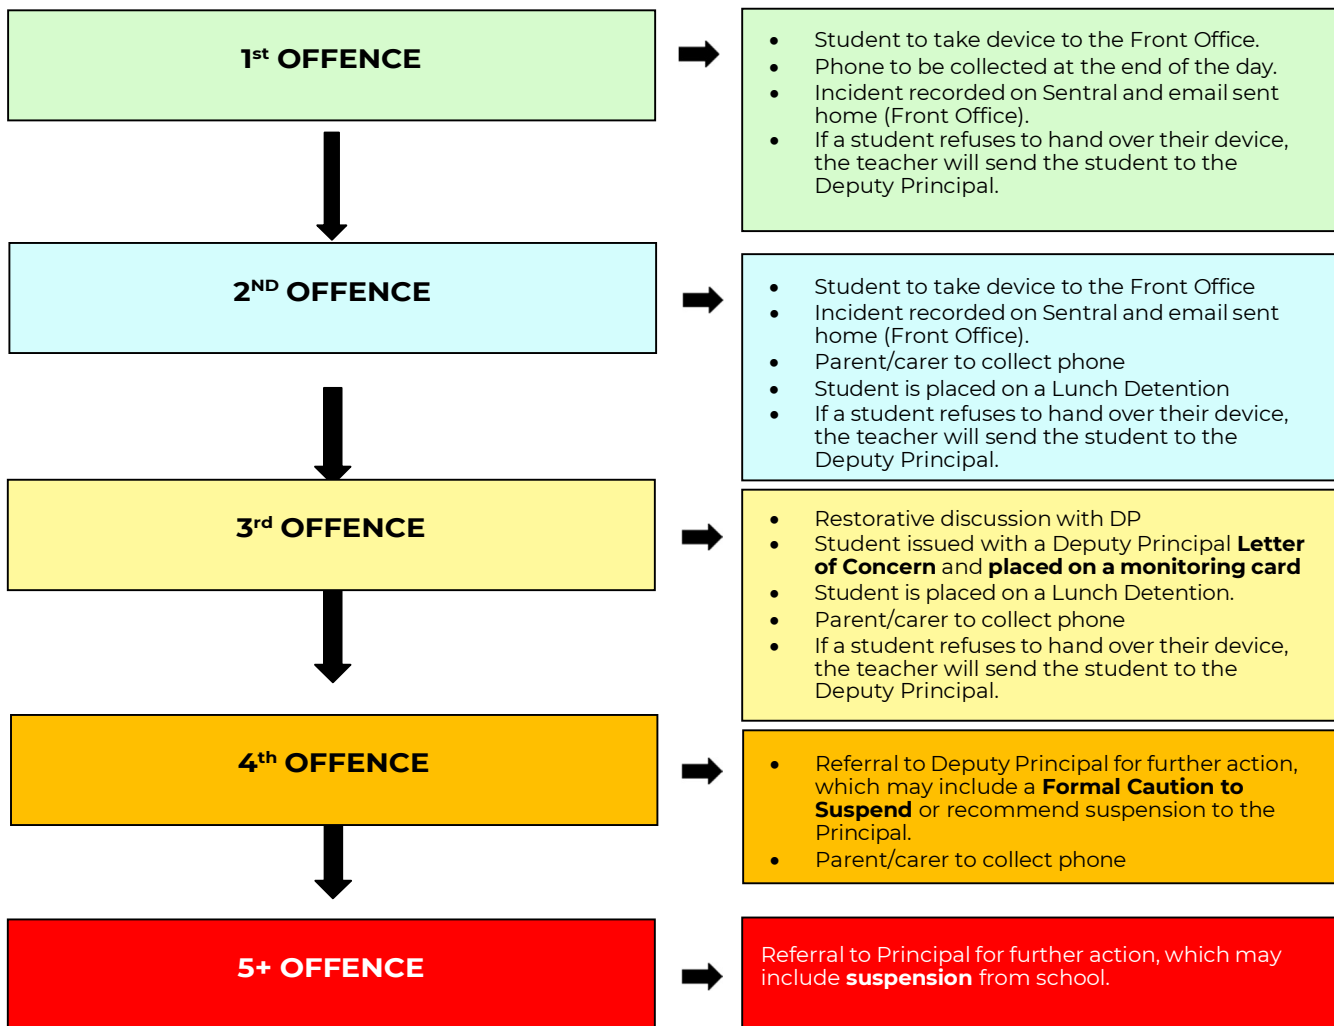 1st OFFENCE
• Student to take device to the Front Office.
• Phone to be collected at the end of the day.
• Incident recorded on Sentral and email sent
home (Front Office).
• If a student refuses to hand over their device,
the teacher will send the student to the
Deputy Principal.
2ND OFFENCE
• Student to take device to the Front Office
• Incident recorded on Sentral and email sent
home (Front Office).
• Parent/carer to collect phone
• Student is placed on a Lunch Detention
• If a student refuses to hand over their device,
the teacher will send the student to the
Deputy Principal.
3rd OFFENCE
• Restorative discussion with DP
• Student issued with a Deputy Principal Letter
of Concern and placed on a monitoring card
• Student is placed on a Lunch Detention.
• Parent/carer to collect phone
• If a student refuses to hand over their device,
the teacher will send the student to the
Deputy Principal.
4th OFFENCE
• Referral to Deputy Principal for further action,
which may include a Formal Caution to
Suspend or recommend suspension to the
Principal.
• Parent/carer to collect phone
5+ OFFENCE
Referral to Principal for further action, which may
include suspension from school.